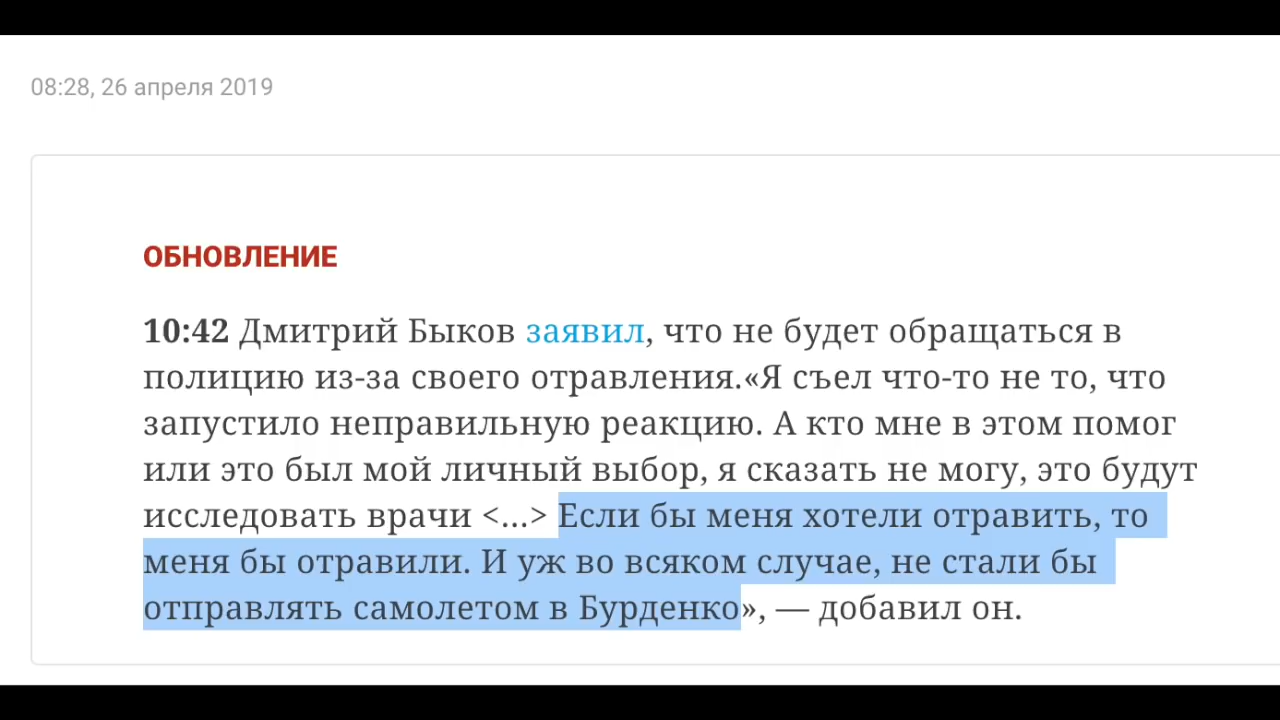 08:28, 26 апреля 2019
ОБНОВЛЕНИЕ
10:42 Дмитрий Быков заявил, что не будет обращаться в
полицию из-за своего отравления.«Я съел что-то не то, что
запустило неправильную реакцию. А кто мне в этом помог
или это был мой личный выбор, я сказать не могу, это будут
исследовать врачи <...> Если бы меня хотели отравить, то
меня бы отравили. И уж во всяком случае, не стали бы
отправлять самолетом в Бурденко», — добавил он.